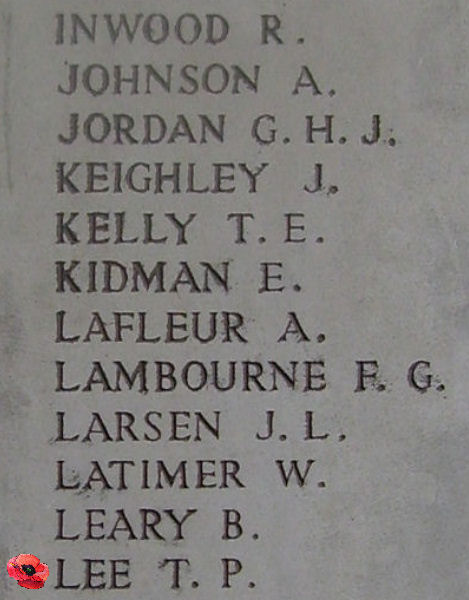 INWOOD R.
JOHNSON A.
JORDAN G.H.J.
KEIGHLEY J.
KELLY T.E.
KIDMAN E.
LAFLEUR A.
LAMBOURNE F.G.
LARSEN J.L.
LATIMER W.
LEARY B.
LEE T.P.